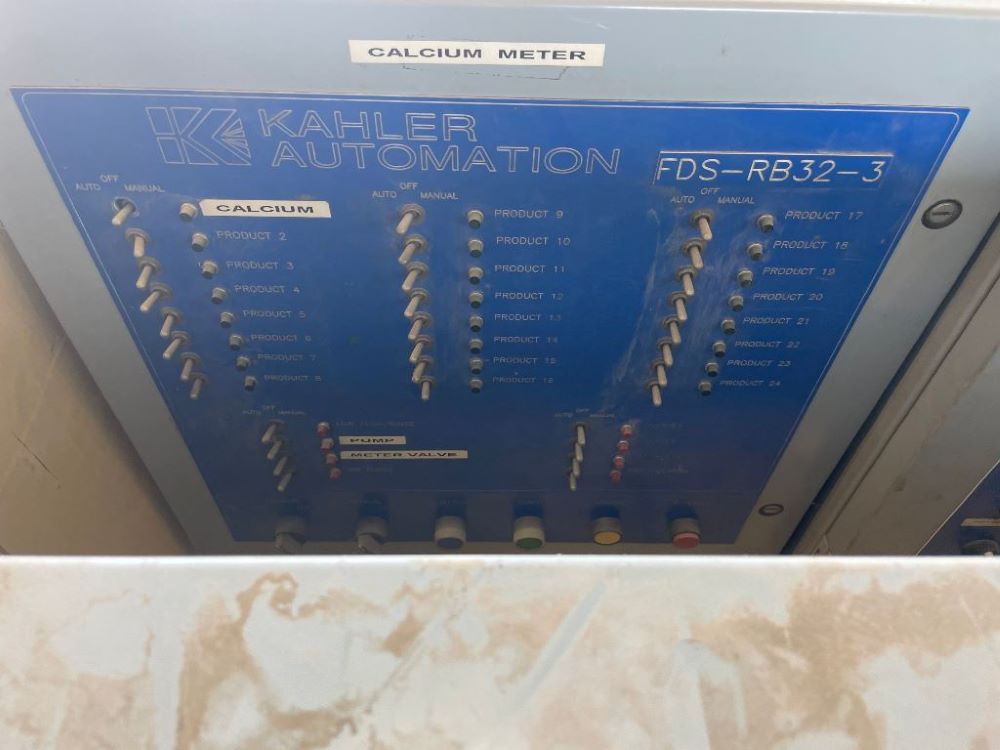 CALCIUM METER
KAHLER
AUTOMATION
FDS-RB32-3
OFF
AUTO MANUAL
CALCIUM
PRODUCT 2
PRODUCT 3
PRODUCT 4
PRODUCT 5
PRODUCT 6
PRODUCT 7
PRODUCT 8
OFF
AUTO MANUAL
PRODUCT 9
PRODUCT 10
PRODUCT 11
PRODUCT 12
PRODUCT 13
PRODUCT 14
PRODUCT 15
PRODUCT 16
OFF
AUTO MANUAL
PRODUCT 17
PRODUCT 18
PRODUCT 19
PRODUCT 20
PRODUCT 21
PRODUCT 22
PRODUCT 23
PRODUCT 24
OFF
AUTO MANUAL
PUMP
METER VALVE
OFF
AUTO MANUAL